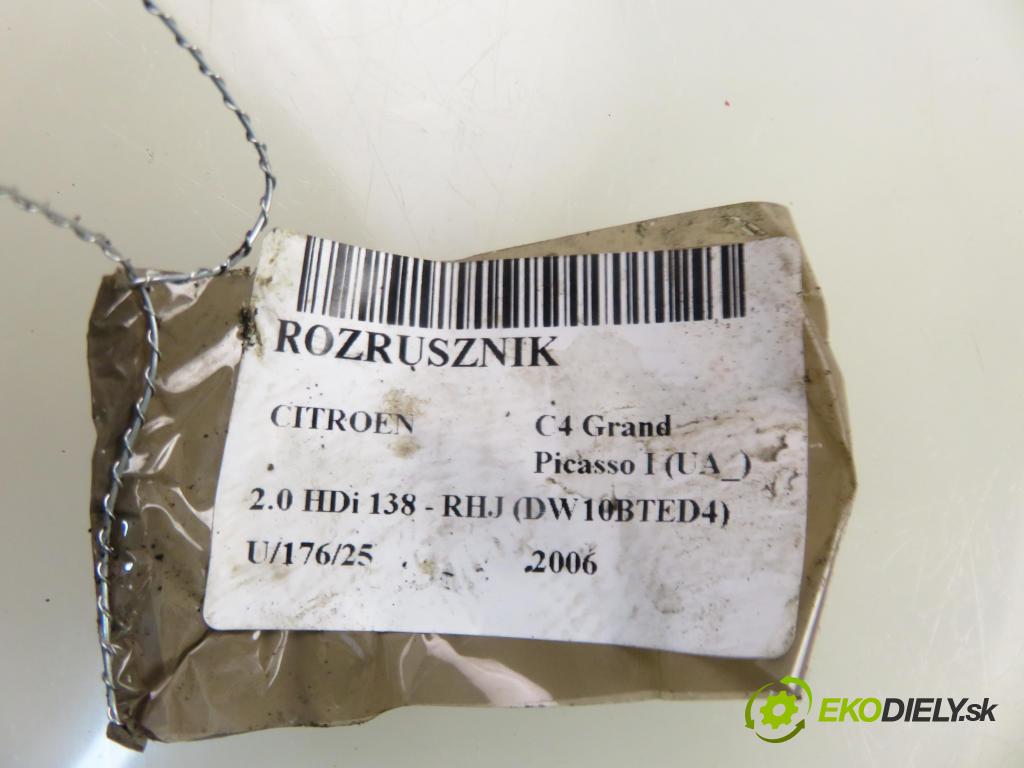 ROZRUSZNIK
CITROEN C4 Grand
Picasso I (UA_)
2.0 HDi 138 - RHJ (DW10BTED4)
U/176/25 2006
EKODIELY.sk